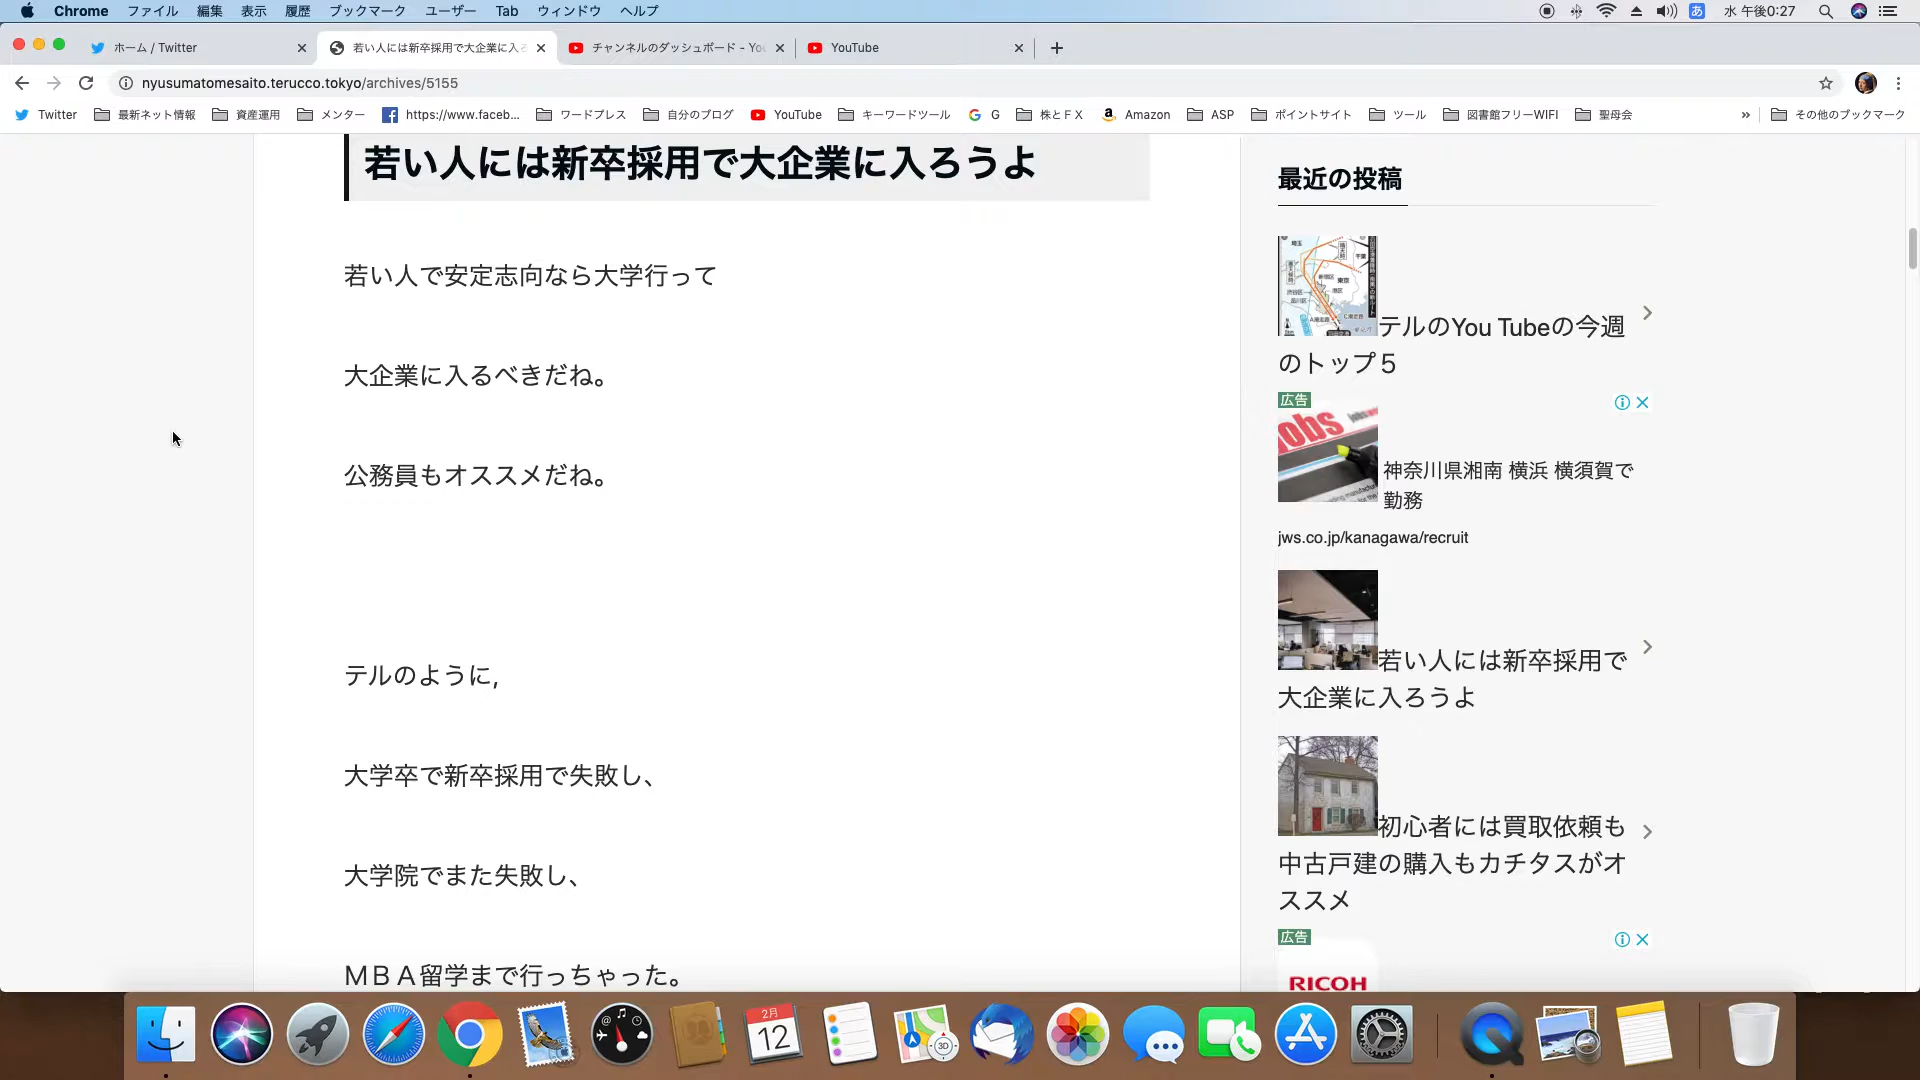 Chrome ファイル 編集 表示 履歴 ブックマーク ユーザー Tab ウィンドウ ヘルプ
あ 水 午後0:27
ホーム / Twitter
若い人には新卒採用で大企業に入ろ
チャンネルのダッシュボード - You
YouTube
nyusumatomesaito.terucco.tokyo/archives/5155
Twitter 最新ネット情報 資産運用 メンター https://www.faceb... ワードプレス 自分のブログ YouTube キーワードツール G 株とFX Amazon ASP ポイントサイト ツール 図書館フリーWIFI 聖母会 » その他のブックマーク
若い人には新卒採用で大企業に入ろうよ
若い人で安定志向なら大学行って
大企業に入るべきだね。
公務員もオススメだね。
テルのように,
大学卒で新卒採用で失敗し、
大学院でまた失敗し、
ＭＢＡ留学まで行っちゃった。
最近の投稿
テルのYou Tubeの今週
のトップ５
広告
神奈川県湘南 横浜 横須賀で
勤務
jws.co.jp/kanagawa/recruit
若い人には新卒採用で
大企業に入ろうよ
初心者には買取依頼も
中古戸建の購入もカチタスがオ
ススメ
広告
RICOH
2月
12
3D